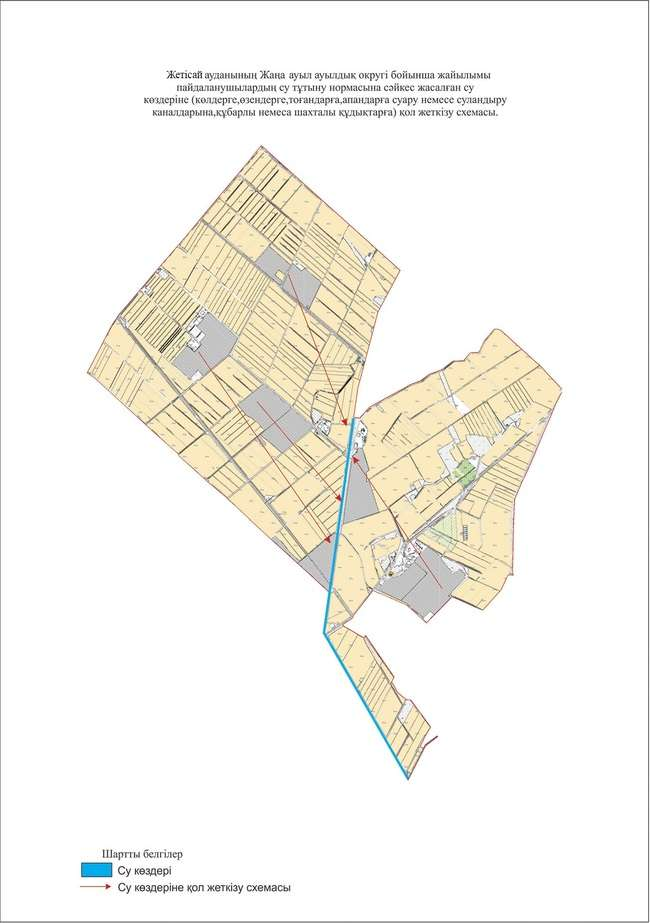 Жетісай ауданының Жаңа ауыл ауылдық округі бойынша жайылымы
пайдаланушылардың су тұтыну нормасына сәйкес жасалған су
көздеріне (көлдерге,өзендерге,тоғандарға,апандарға суару немесе суландыру
каналдарына,құбарлы немеса шахталы құдықтарға) қол жеткізу схемасы.
Шартты белгілер
Су көздері
Су көздеріне қол жеткізу схемасы